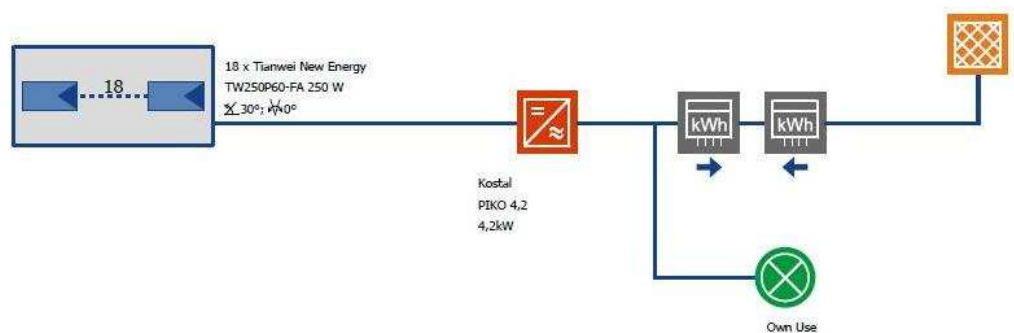 18
18 x Tianwei New Energy
TW250P60-FA 250 W
30°; 0°
kWh
kWh
Kostal
PIKO 4,2
4,2kW
Own Use